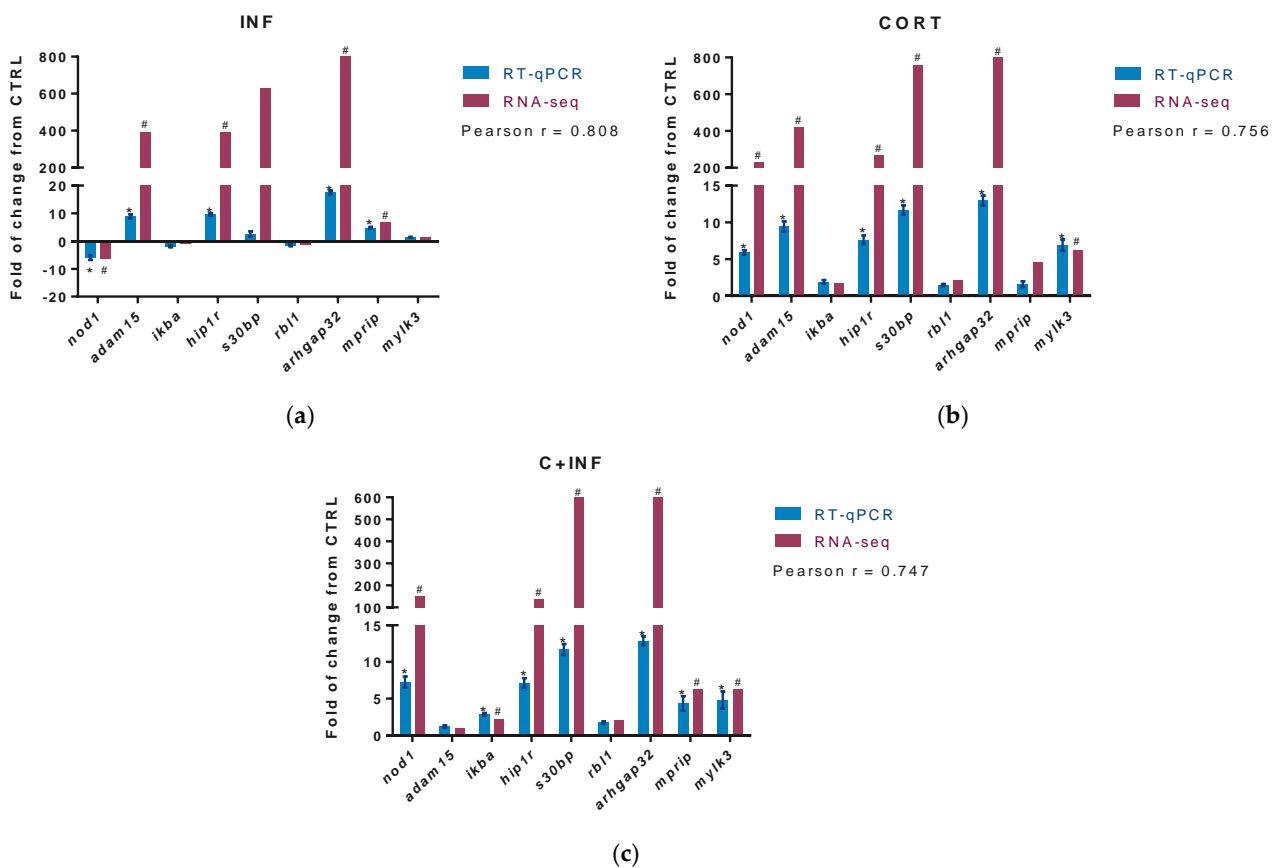 INF
Fold of change from CTRL
800
600
400
200
20
10
0
-10
-20
# # # #
* * * * * #
nod1
adam15
ikba
hip1r
s30bp
rbl1
arhgap32
mprip
mylk3
RT-qPCR
RNA-seq
Pearson r = 0.808
(a)
CORT
Fold of change from CTRL
800
600
400
200
15
10
5
0
# # # # # #
* * * * * *
nod1
adam15
ikba
hip1r
s30bp
rbl1
arhgap32
mprip
mylk3
RT-qPCR
RNA-seq
Pearson r = 0.756
(b)
C+INF
Fold of change from CTRL
600
500
400
300
200
100
15
10
5
0
# # # # # # #
* * * * * * *
nod1
adam15
ikba
hip1r
s30bp
rbl1
arhgap32
mprip
mylk3
RT-qPCR
RNA-seq
Pearson r = 0.747
(c)